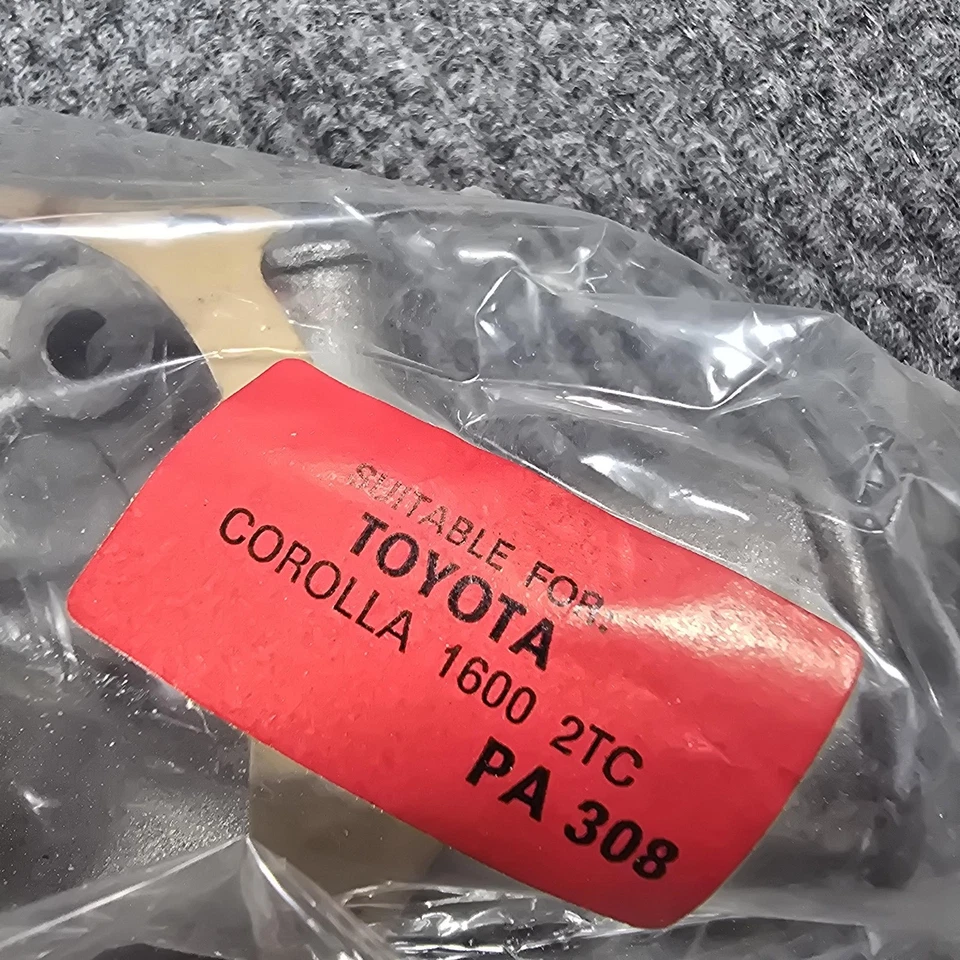 SUITABLE FOR:
TOYOTA
COROLLA 1600 2TC
PA 308